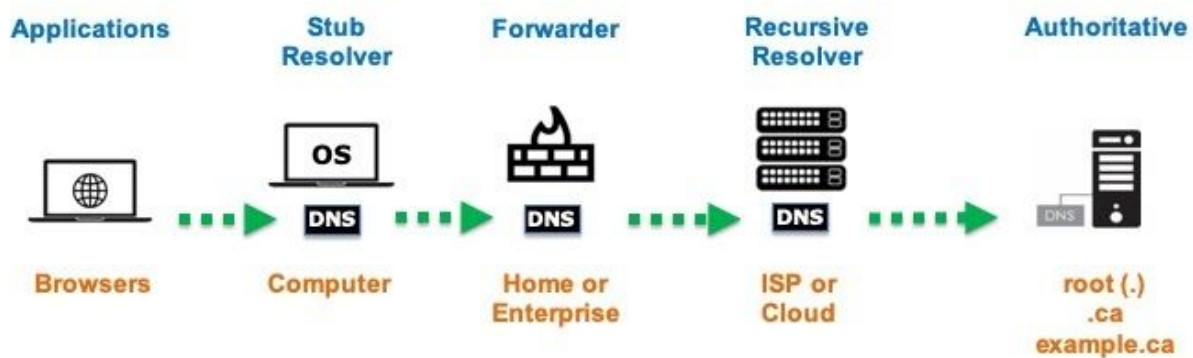 Applications
Stub
Resolver
Forwarder
Recursive
Resolver
Authoritative
OS
DNS
DNS
DNS
DNS
Browsers
Computer
Home or
Enterprise
ISP or
Cloud
root (.)
.ca
example.ca